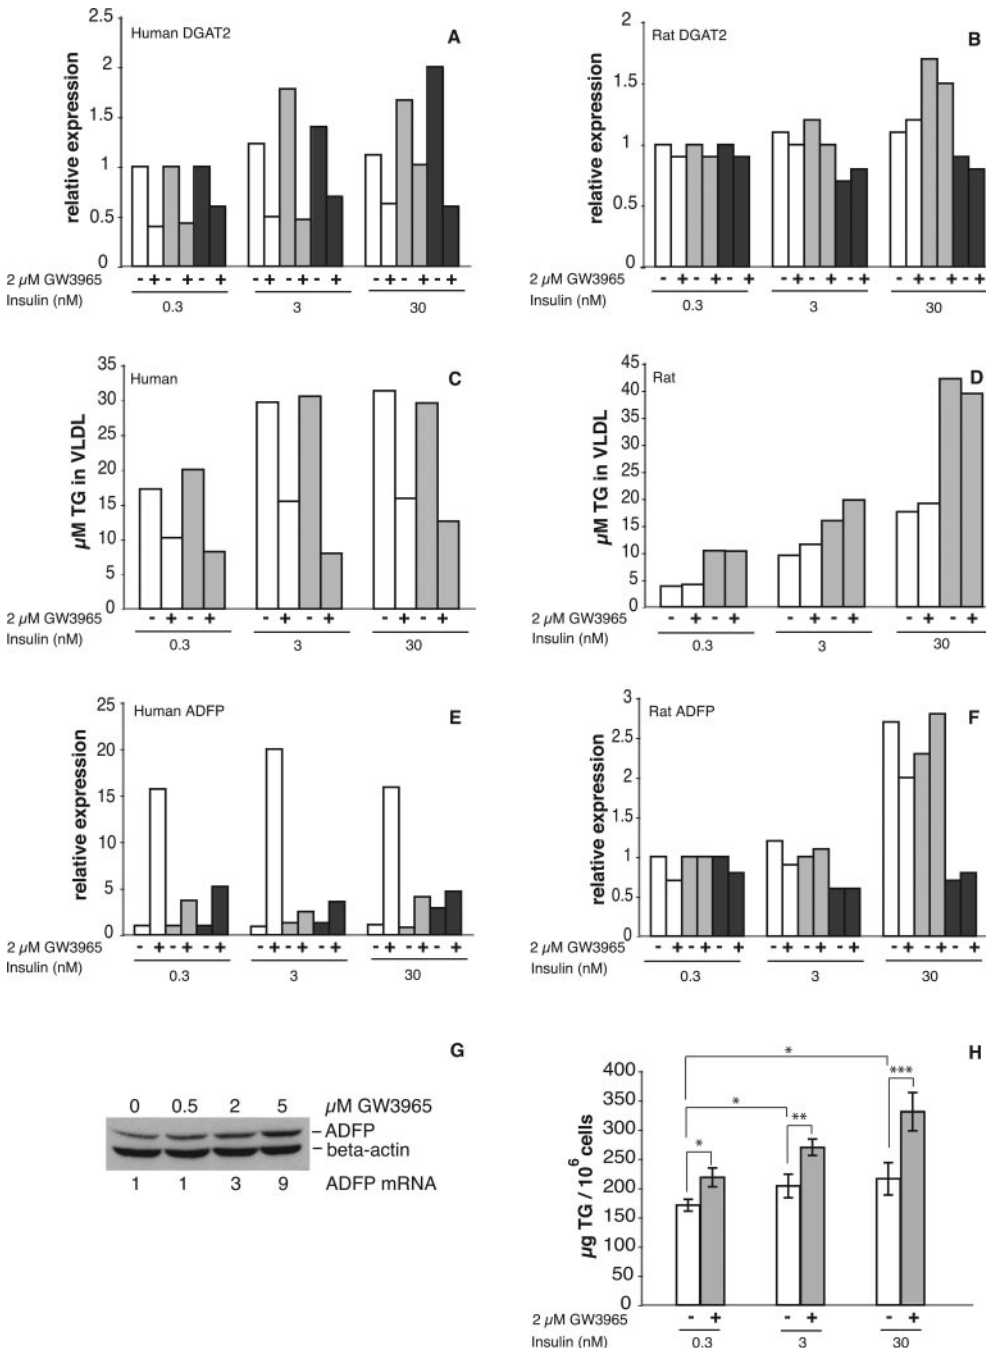 A
Human DGAT2
relative expression
2.5
2
1.5
1
0.5
0
2 µM GW3965 - + - + - + - + - + - + - + - + - +
Insulin (nM) 0.3 3 30
B
Rat DGAT2
relative expression
2
1.5
1
0.5
0
2 µM GW3965 - + - + - + - + - + - + - + - + - +
Insulin (nM) 0.3 3 30
C
Human
µM TG in VLDL
35
30
25
20
15
10
5
0
2 µM GW3965 - + - + - + - + - + - +
Insulin (nM) 0.3 3 30
D
Rat
µM TG in VLDL
45
40
35
30
25
20
15
10
5
0
2 µM GW3965 - + - + - + - + - + - +
Insulin (nM) 0.3 3 30
E
Human ADFP
relative expression
25
20
15
10
5
0
2 µM GW3965 - + - + - + - + - + - + - + - + - +
Insulin (nM) 0.3 3 30
F
Rat ADFP
relative expression
3
2.5
2
1.5
1
0.5
0
2 µM GW3965 - + - + - + - + - + - + - + - + - +
Insulin (nM) 0.3 3 30
G
0 0.5 2 5 µM GW3965
ADFP
beta-actin
1 1 3 9 ADFP mRNA
H
µg TG / 10⁶ cells
400
350
300
250
200
150
100
50
0
*
*
*
**
***
2 µM GW3965 - + - + - +
Insulin (nM) 0.3 3 30